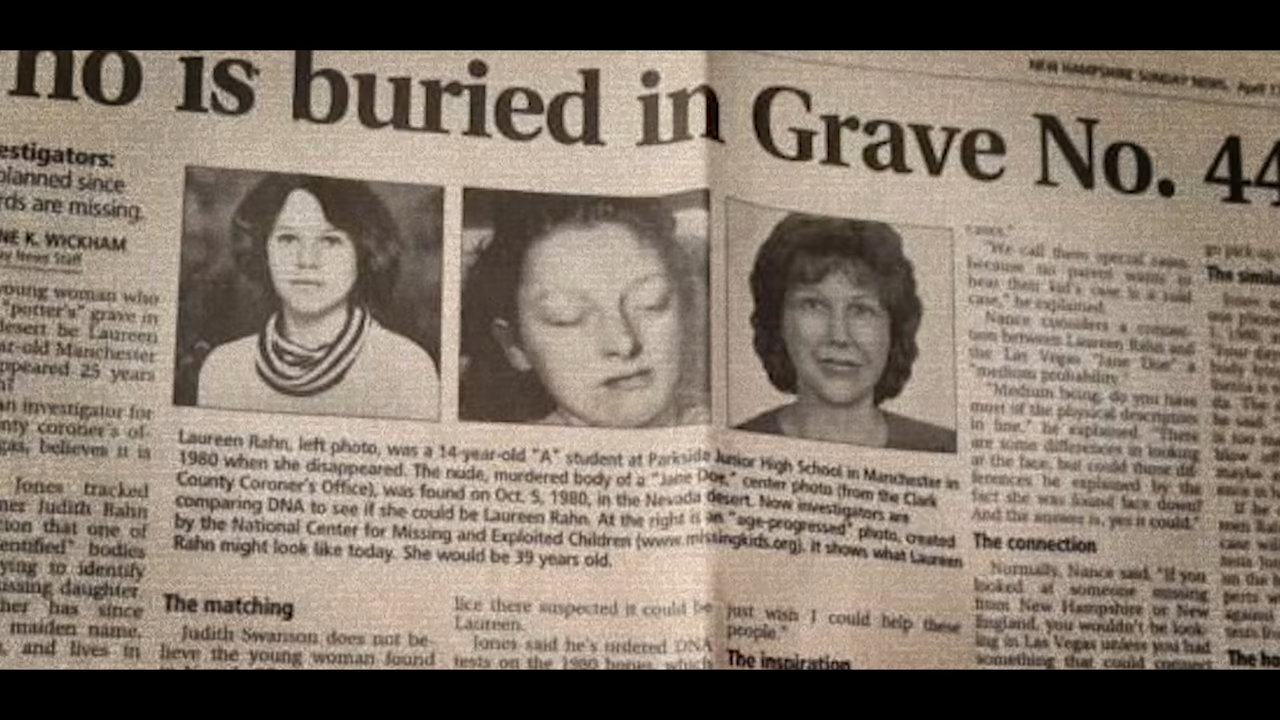 NEW HAMPSHIRE SUNDAY NEWS, April
ho is buried in Grave No. 44
estigators:
planned since
rds are missing.
NE K. WICKHAM
News Staff
young woman who
"potter's" grave in
desert be Laureen
ar-old Manchester
ppeared 25 years
an investigator for
nty coroner's of-
gas, believes it is
Jones tracked
ner Judith Rahn
tion that one of
entified" bodies
ying to identify
issing daughter.
her has since
maiden name,
, and lives in
Laureen Rahn, left photo, was a 14-year-old "A" student at Parkside Junior High School in Manchester in
1980 when she disappeared. The nude, murdered body of a "Jane Doe," center photo (from the Clark
County Coroner's Office), was found on Oct. 5, 1980, in the Nevada desert. Now investigators are
comparing DNA to see if she could be Laureen Rahn. At the right is an "age-progressed" photo, created
by the National Center for Missing and Exploited Children (www.missingkids.org). It shows what Laureen
Rahn might look like today. She would be 39 years old.
The matching
Judith Swanson does not be-
lieve the young woman found
lice there suspected it could be
Laureen.
Jones said he's ordered DNA
tests on the 1980 bones, which
just wish I could help these
people."
The inspiration
cases."
"We call them special cases,
because no parent wants to
hear their kid's case is a cold
case," he explained.
Nance considers a connec-
tion between Laureen Rahn and
the Las Vegas "Jane Doe" a
"medium probability."
"Medium being, do you have
most of the physical description
in line," he explained. "There
are some differences in looking
at the face, but could those dif-
ferences be explained by the
fact she was found face down?
And the answer is, yes it could."
The connection
Normally, Nance said, "If you
looked at someone missing
from New Hampshire or New
England, you wouldn't be look-
ing in Las Vegas unless you had
something that could connect
go pick up
The simila
The ho